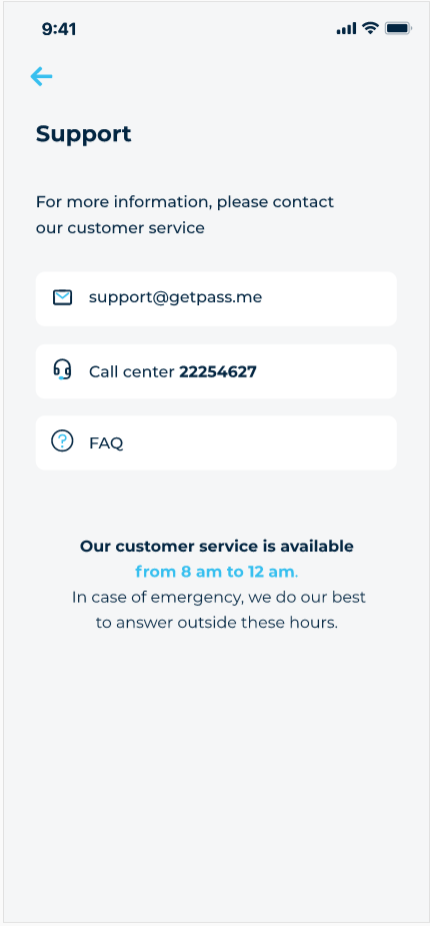 9:41
Support
For more information, please contact
our customer service
support@getpass.me
Call center 22254627
FAQ
Our customer service is available
from 8 am to 12 am.
In case of emergency, we do our best
to answer outside these hours.